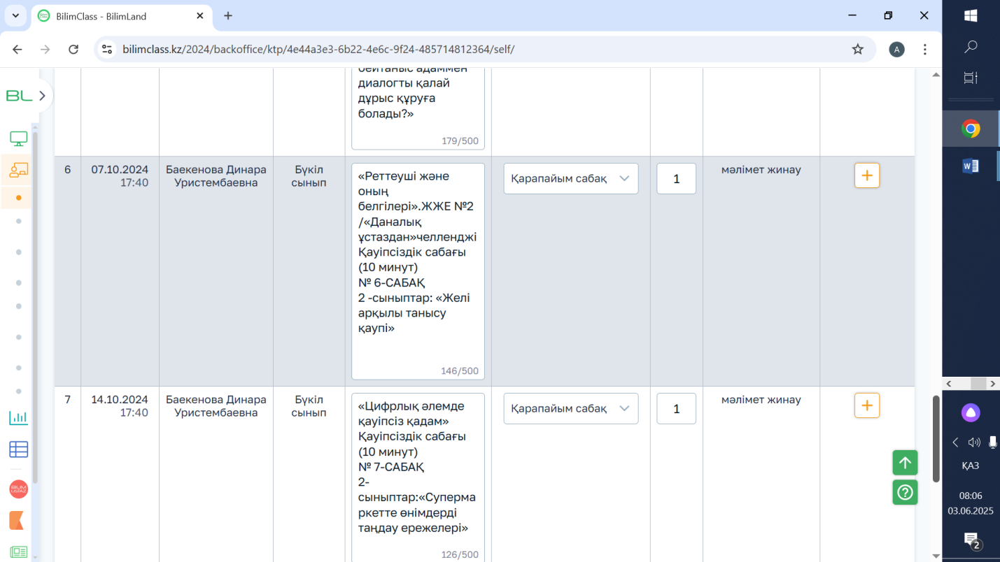 BilimClass - BilimLand
bilimclass.kz/2024/backoffice/ktp/4e44a3e3-6b22-4e6c-9f24-485714812364/self/
A
BL
бейтаныс адаммен
диалогты қалай
дұрыс құруға
болады?»
179/500
6
07.10.2024
17:40
Баекенова Динара
Уристембаевна
Бүкіл
сынып
«Реттеуші және
оның
белгілері».ЖЖЕ №2
/«Даналық
ұстаздан»челленджі
Қауіпсіздік сабағы
(10 минут)
№ 6-САБАҚ
2 -сыныптар: «Желі
арқылы танысу
қаупі»
146/500
Қарапайым сабақ
1
мәлімет жинау
7
14.10.2024
17:40
Баекенова Динара
Уристембаевна
Бүкіл
сынып
«Цифрлық әлемде
қауіпсіз қадам»
Қауіпсіздік сабағы
(10 минут)
№ 7-САБАҚ
2-
сыныптар:«Суперма
ркетте өнімдерді
таңдау ережелері»
126/500
Қарапайым сабақ
1
мәлімет жинау
BILIM
USTAZ
W
ҚАЗ
08:06
03.06.2025
2